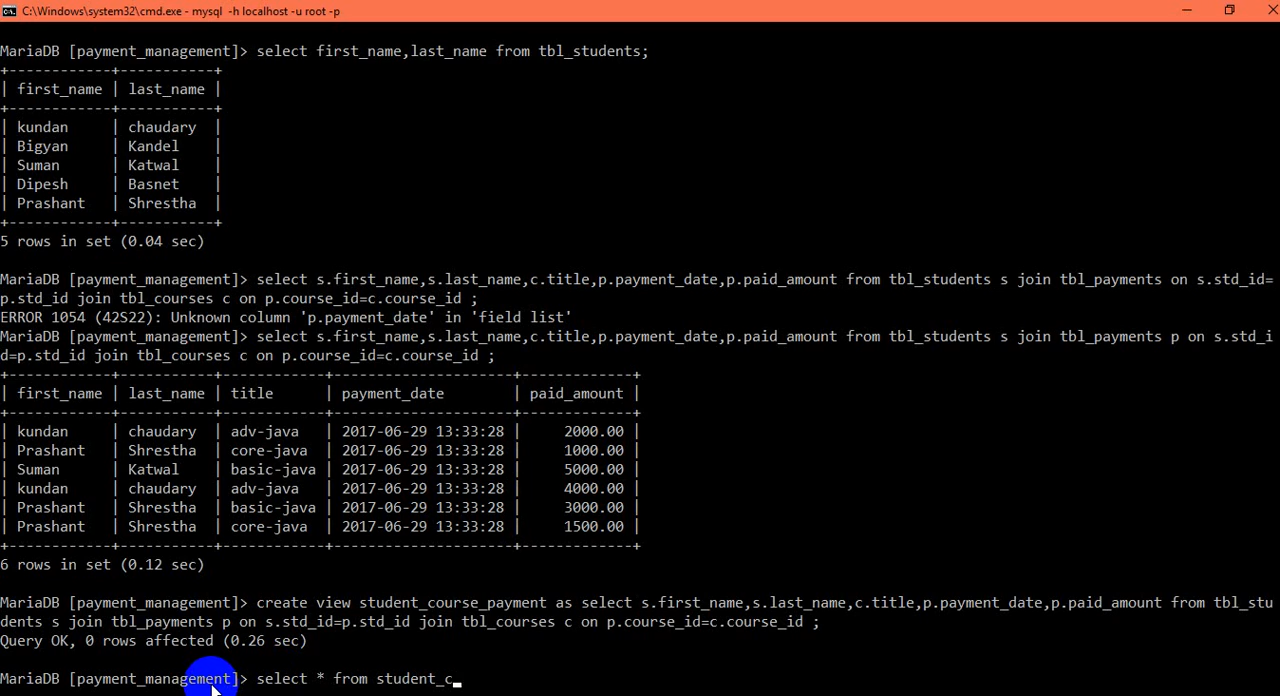 C:\Windows\system32\cmd.exe - mysql -h localhost -u root -p
MariaDB [payment_management]> select first_name,last_name from tbl_students;
+------------+-----------+
| first_name | last_name |
+------------+-----------+
| kundan     | chaudary  |
| Bigyan     | Kandel    |
| Suman      | Katwal    |
| Dipesh     | Basnet    |
| Prashant   | Shrestha  |
+------------+-----------+
5 rows in set (0.04 sec)
MariaDB [payment_management]> select s.first_name,s.last_name,c.title,p.payment_date,p.paid_amount from tbl_students s join tbl_payments on s.std_id=
p.std_id join tbl_courses c on p.course_id=c.course_id ;
ERROR 1054 (42S22): Unknown column 'p.payment_date' in 'field list'
MariaDB [payment_management]> select s.first_name,s.last_name,c.title,p.payment_date,p.paid_amount from tbl_students s join tbl_payments p on s.std_i
d=p.std_id join tbl_courses c on p.course_id=c.course_id ;
+------------+-----------+------------+---------------------+-------------+
| first_name | last_name | title      | payment_date        | paid_amount |
+------------+-----------+------------+---------------------+-------------+
| kundan     | chaudary  | adv-java   | 2017-06-29 13:33:28 |     2000.00 |
| Prashant   | Shrestha  | core-java  | 2017-06-29 13:33:28 |     1000.00 |
| Suman      | Katwal    | basic-java | 2017-06-29 13:33:28 |     5000.00 |
| kundan     | chaudary  | adv-java   | 2017-06-29 13:33:28 |     4000.00 |
| Prashant   | Shrestha  | basic-java | 2017-06-29 13:33:28 |     3000.00 |
| Prashant   | Shrestha  | core-java  | 2017-06-29 13:33:28 |     1500.00 |
+------------+-----------+------------+---------------------+-------------+
6 rows in set (0.12 sec)
MariaDB [payment_management]> create view student_course_payment as select s.first_name,s.last_name,c.title,p.payment_date,p.paid_amount from tbl_stu
dents s join tbl_payments p on s.std_id=p.std_id join tbl_courses c on p.course_id=c.course_id ;
Query OK, 0 rows affected (0.26 sec)
MariaDB [payment_management]> select * from student_c_